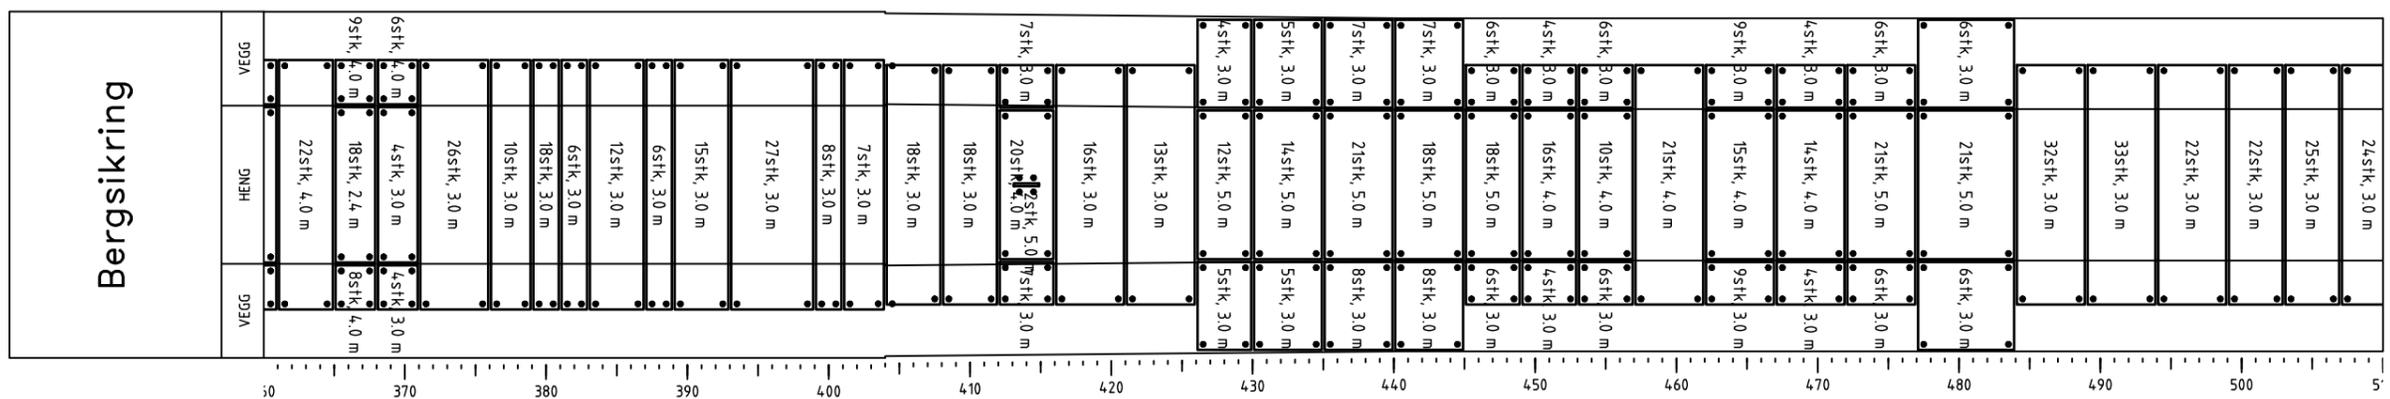 Bergsikring
VEGG
9stk, 4.0 m
6stk, 4.0 m
7stk, 3.0 m
4stk, 3.0 m
5stk, 3.0 m
7stk, 3.0 m
7stk, 3.0 m
6stk, 3.0 m
4stk, 3.0 m
6stk, 3.0 m
9stk, 3.0 m
4stk, 3.0 m
6stk, 3.0 m
6stk, 3.0 m
HENG
22stk, 4.0 m
18stk, 2.4 m
4stk, 3.0 m
26stk, 3.0 m
10stk, 3.0 m
18stk, 3.0 m
6stk, 3.0 m
12stk, 3.0 m
6stk, 3.0 m
15stk, 3.0 m
27stk, 3.0 m
8stk, 3.0 m
7stk, 3.0 m
18stk, 3.0 m
18stk, 3.0 m
20stk, 4.0 m
2stk, 5.0 m
16stk, 3.0 m
13stk, 3.0 m
12stk, 5.0 m
14stk, 5.0 m
21stk, 5.0 m
18stk, 5.0 m
18stk, 5.0 m
16stk, 4.0 m
10stk, 4.0 m
21stk, 4.0 m
15stk, 4.0 m
14stk, 4.0 m
21stk, 5.0 m
21stk, 5.0 m
32stk, 3.0 m
33stk, 3.0 m
22stk, 3.0 m
22stk, 3.0 m
25stk, 3.0 m
24stk, 3.0 m
VEGG
8stk, 4.0 m
4stk, 3.0 m
7stk, 3.0 m
5stk, 3.0 m
5stk, 3.0 m
8stk, 3.0 m
8stk, 3.0 m
6stk, 3.0 m
4stk, 3.0 m
6stk, 3.0 m
9stk, 3.0 m
4stk, 3.0 m
6stk, 3.0 m
6stk, 3.0 m
370 380 390 400 410 420 430 440 450 460 470 480 490 500